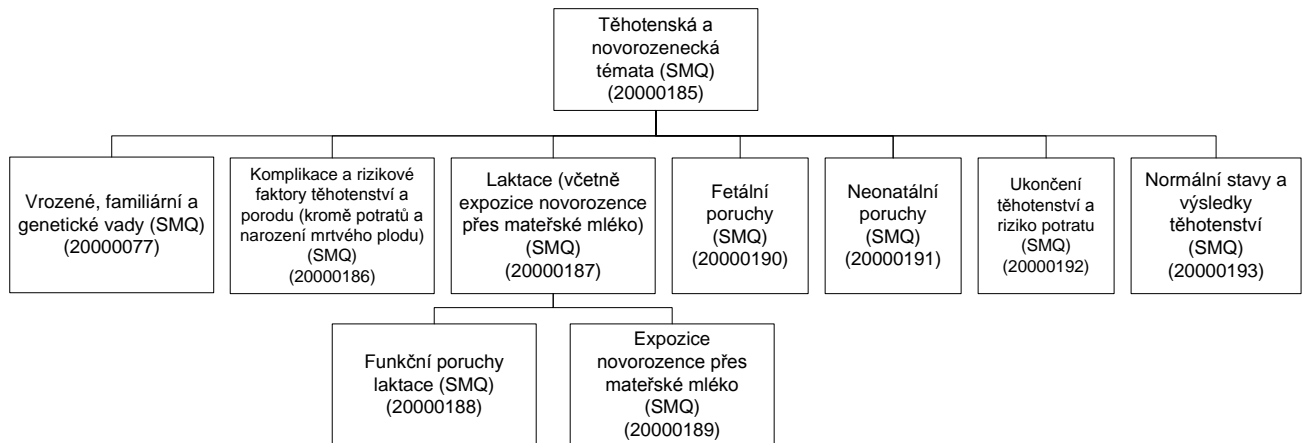 Těhotenská a
novorozenecká
témata (SMQ)
(20000185)
Vrozené, familiární a
genetické vady (SMQ)
(20000077)
Komplikace a rizikové
faktory těhotenství a
porodu (kromě potratů a
narození mrtvého plodu)
(SMQ)
(20000186)
Laktace (včetně
expozice novorozence
přes mateřské mléko)
(SMQ)
(20000187)
Fetální
poruchy
(SMQ)
(20000190)
Neonatální
poruchy
(SMQ)
(20000191)
Ukončení
těhotenství a
riziko potratu
(SMQ)
(20000192)
Normální stavy a
výsledky
těhotenství
(SMQ)
(20000193)
Funkční poruchy
laktace (SMQ)
(20000188)
Expozice
novorozence přes
mateřské mléko
(SMQ)
(20000189)